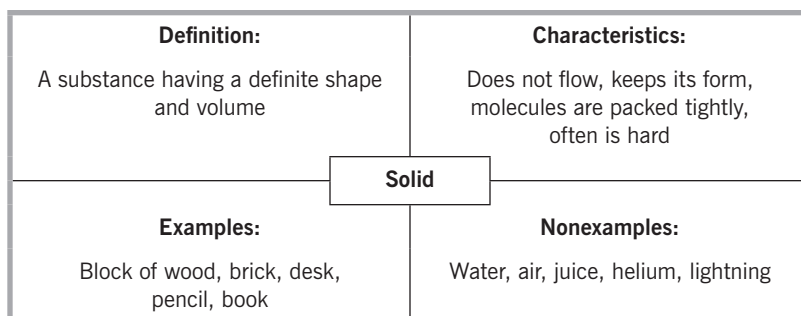 Definition:
A substance having a definite shape
and volume
Characteristics:
Does not flow, keeps its form,
molecules are packed tightly,
often is hard
Solid
Examples:
Block of wood, brick, desk,
pencil, book
Nonexamples:
Water, air, juice, helium, lightning